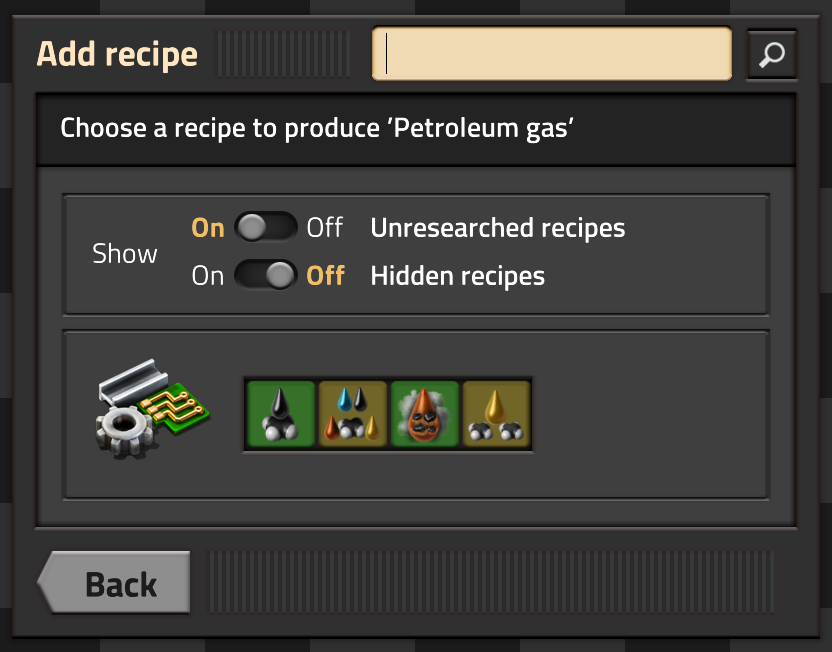 Add recipe
Choose a recipe to produce 'Petroleum gas'
Show
On Off Unresearched recipes
On Off Hidden recipes
Back